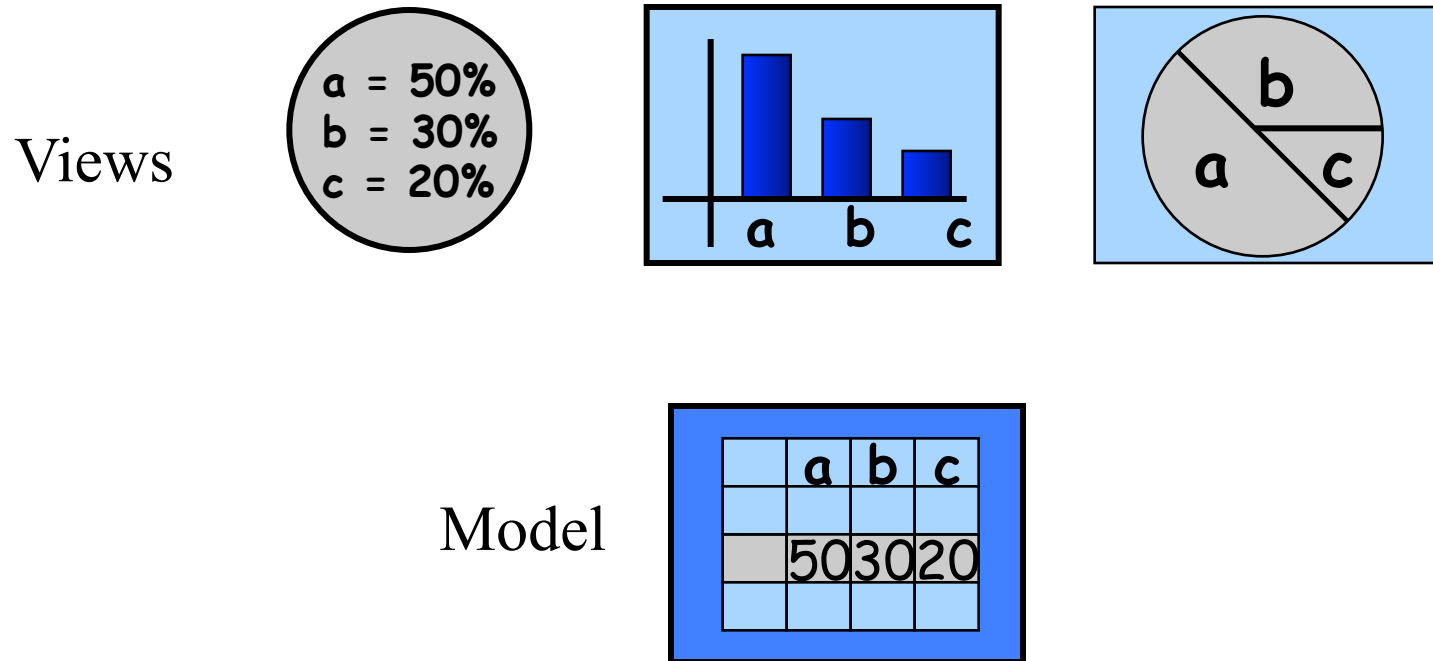 Views
a = 50%
b = 30%
c = 20%
a b c
b
a c
Model
a b c
50 30 20